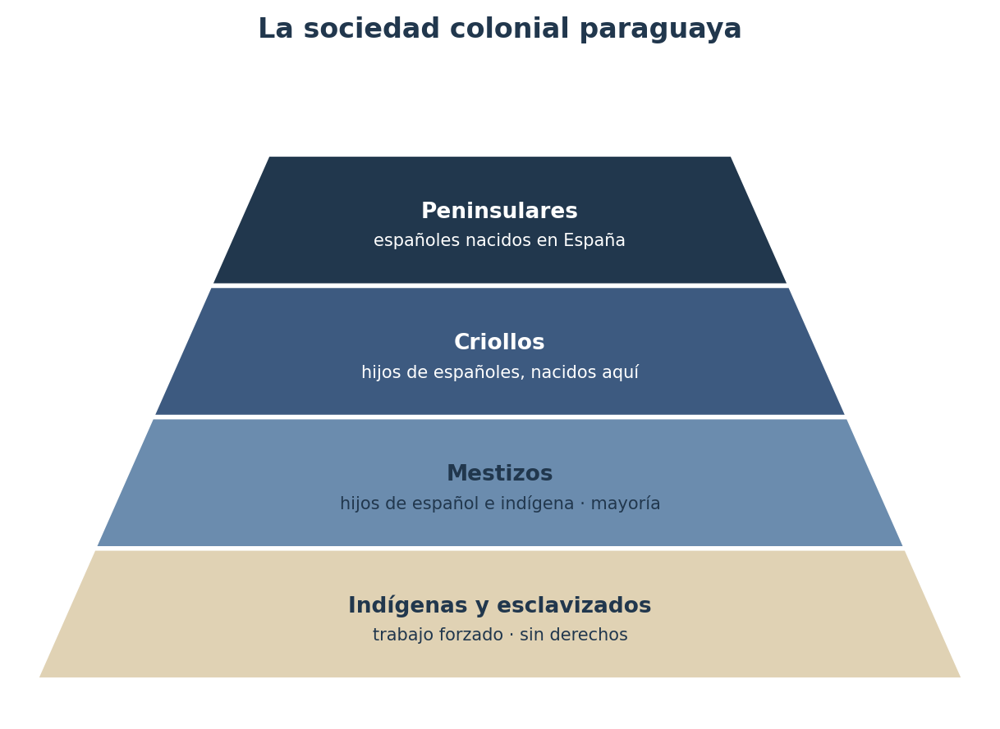 La sociedad colonial paraguaya
Peninsulares
españoles nacidos en España
Criollos
hijos de españoles, nacidos aquí
Mestizos
hijos de español e indígena · mayoría
Indígenas y esclavizados
trabajo forzado · sin derechos